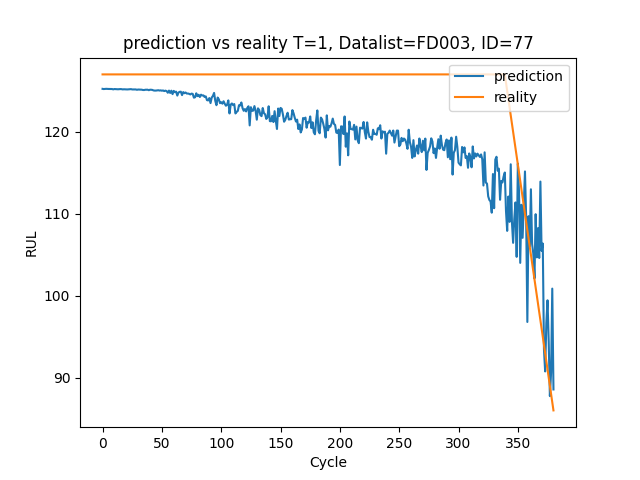 prediction vs reality T=1, Datalist=FD003, ID=77
prediction
reality
RUL
120
110
100
90
0
50
100
150
200
250
300
350
Cycle